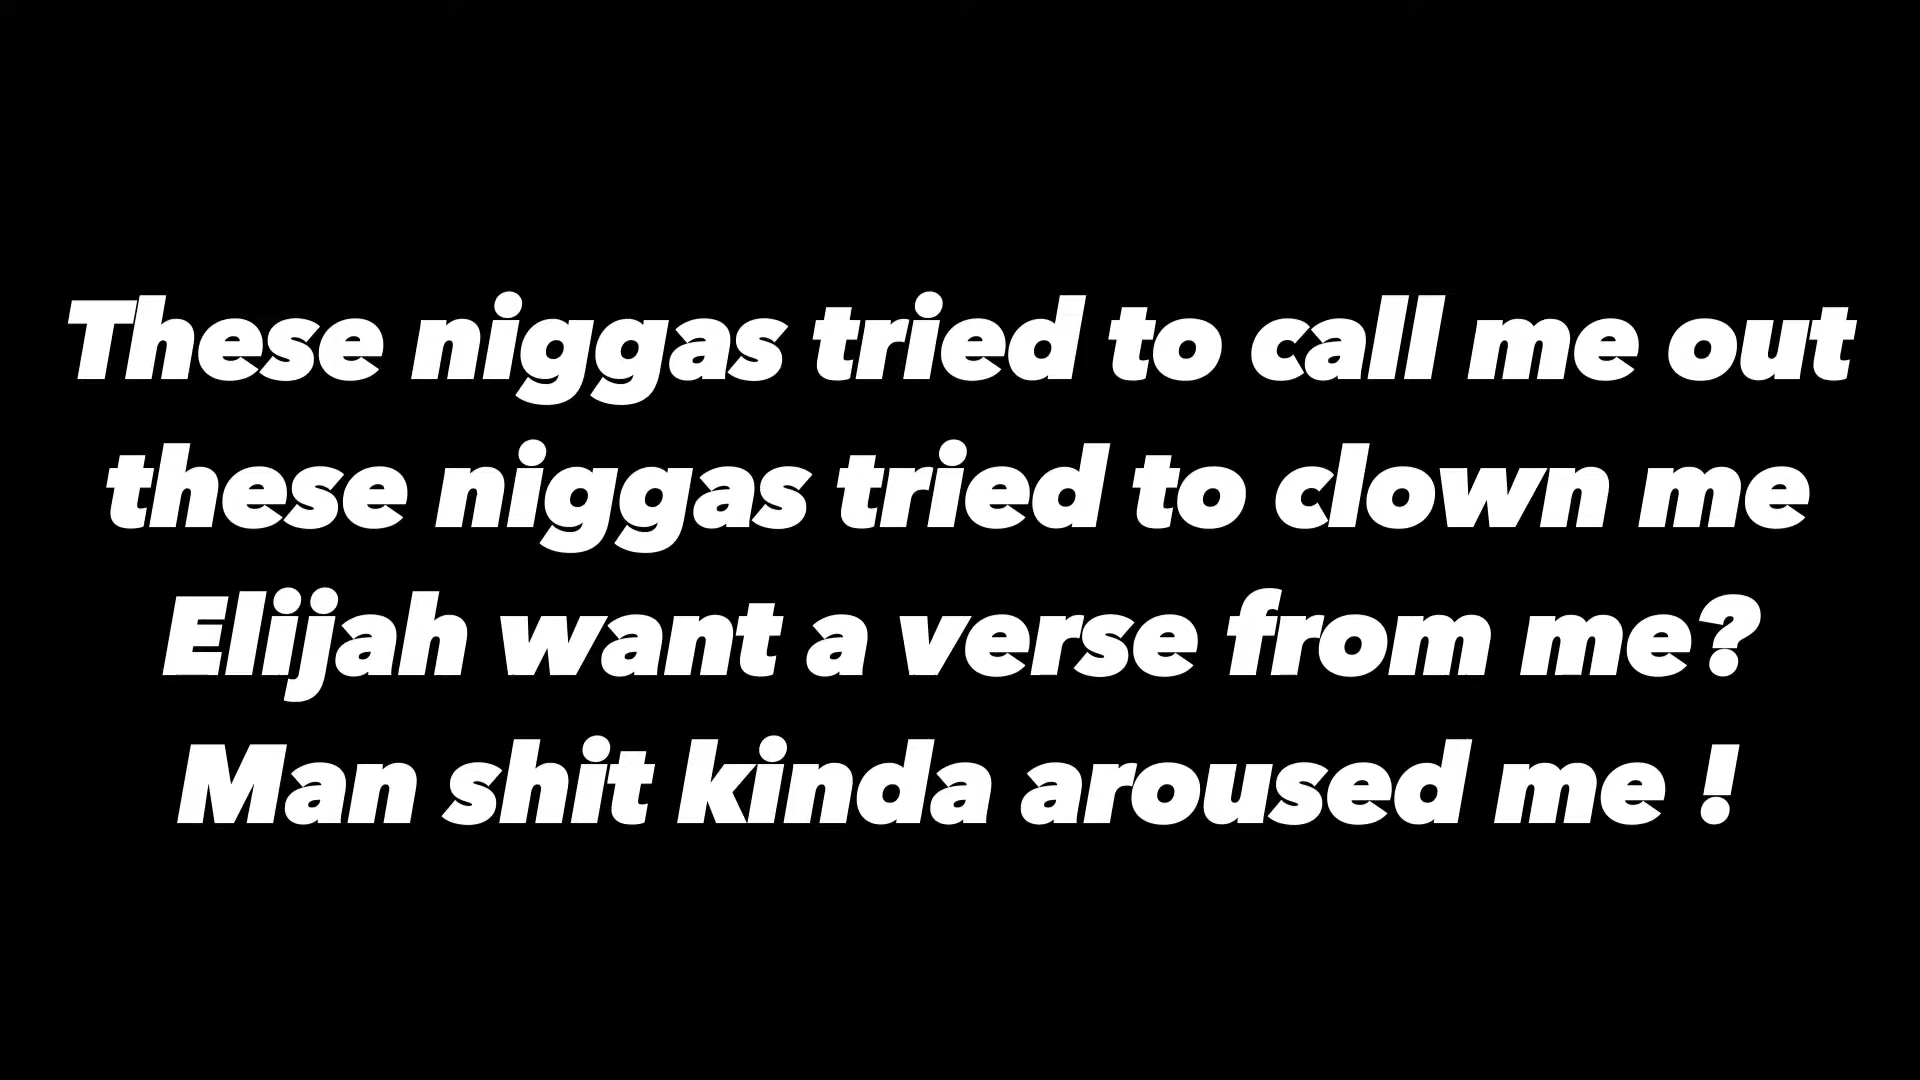 These niggas tried to call me out
these niggas tried to clown me
Elijah want a verse from me?
Man shit kinda aroused me !